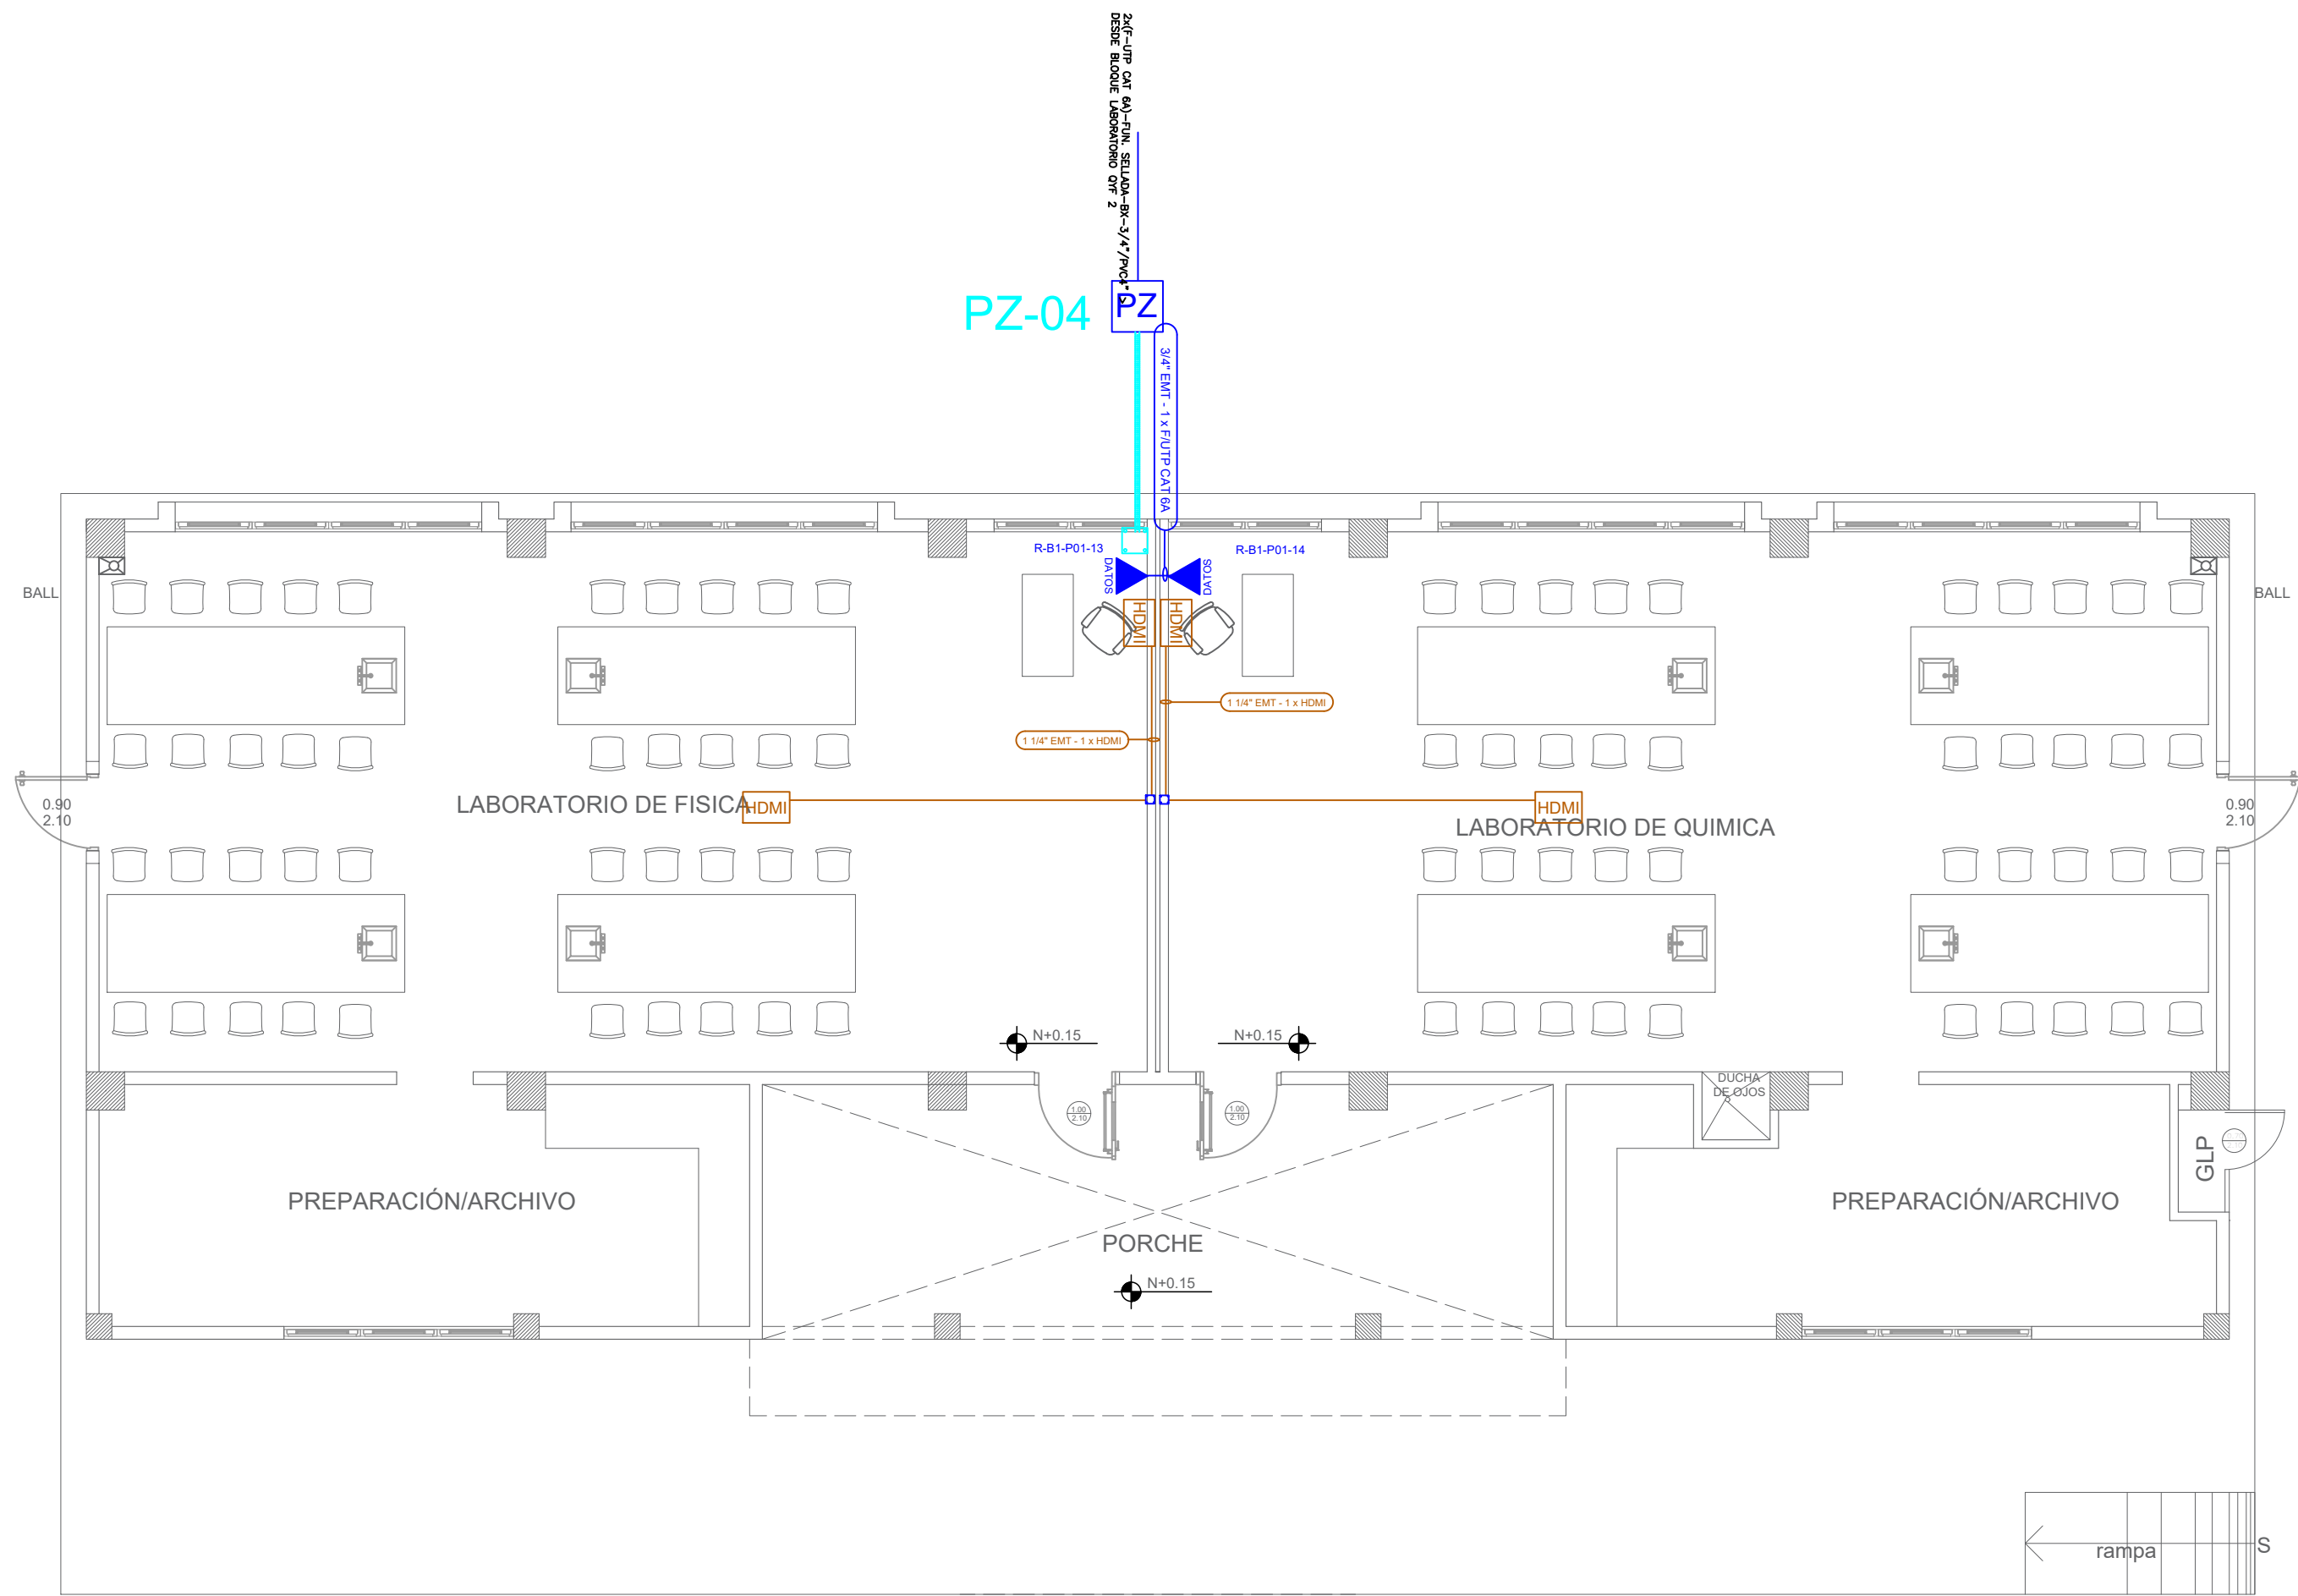 2x(F-UTP CAT 6A)-FUN. SELLADA-BX-3/4"/PVC4" >
DESDE BLOQUE LABORATORIO QYF 2
PZ-04
PZ
3/4" EMT - 1 x F/UTP CAT 6A
R-B1-P01-13
R-B1-P01-14
DATOS
DATOS
BALL
BALL
HDMI
HDMI
1 1/4" EMT - 1 x HDMI
1 1/4" EMT - 1 x HDMI
0.90
2.10
LABORATORIO DE FISICA
HDMI
HDMI
LABORATORIO DE QUIMICA
0.90
2.10
N+0.15
N+0.15
DUCHA
DE OJOS
1.00
2.10
1.00
2.10
GLP
PREPARACIÓN/ARCHIVO
PREPARACIÓN/ARCHIVO
PORCHE
N+0.15
rampa
S